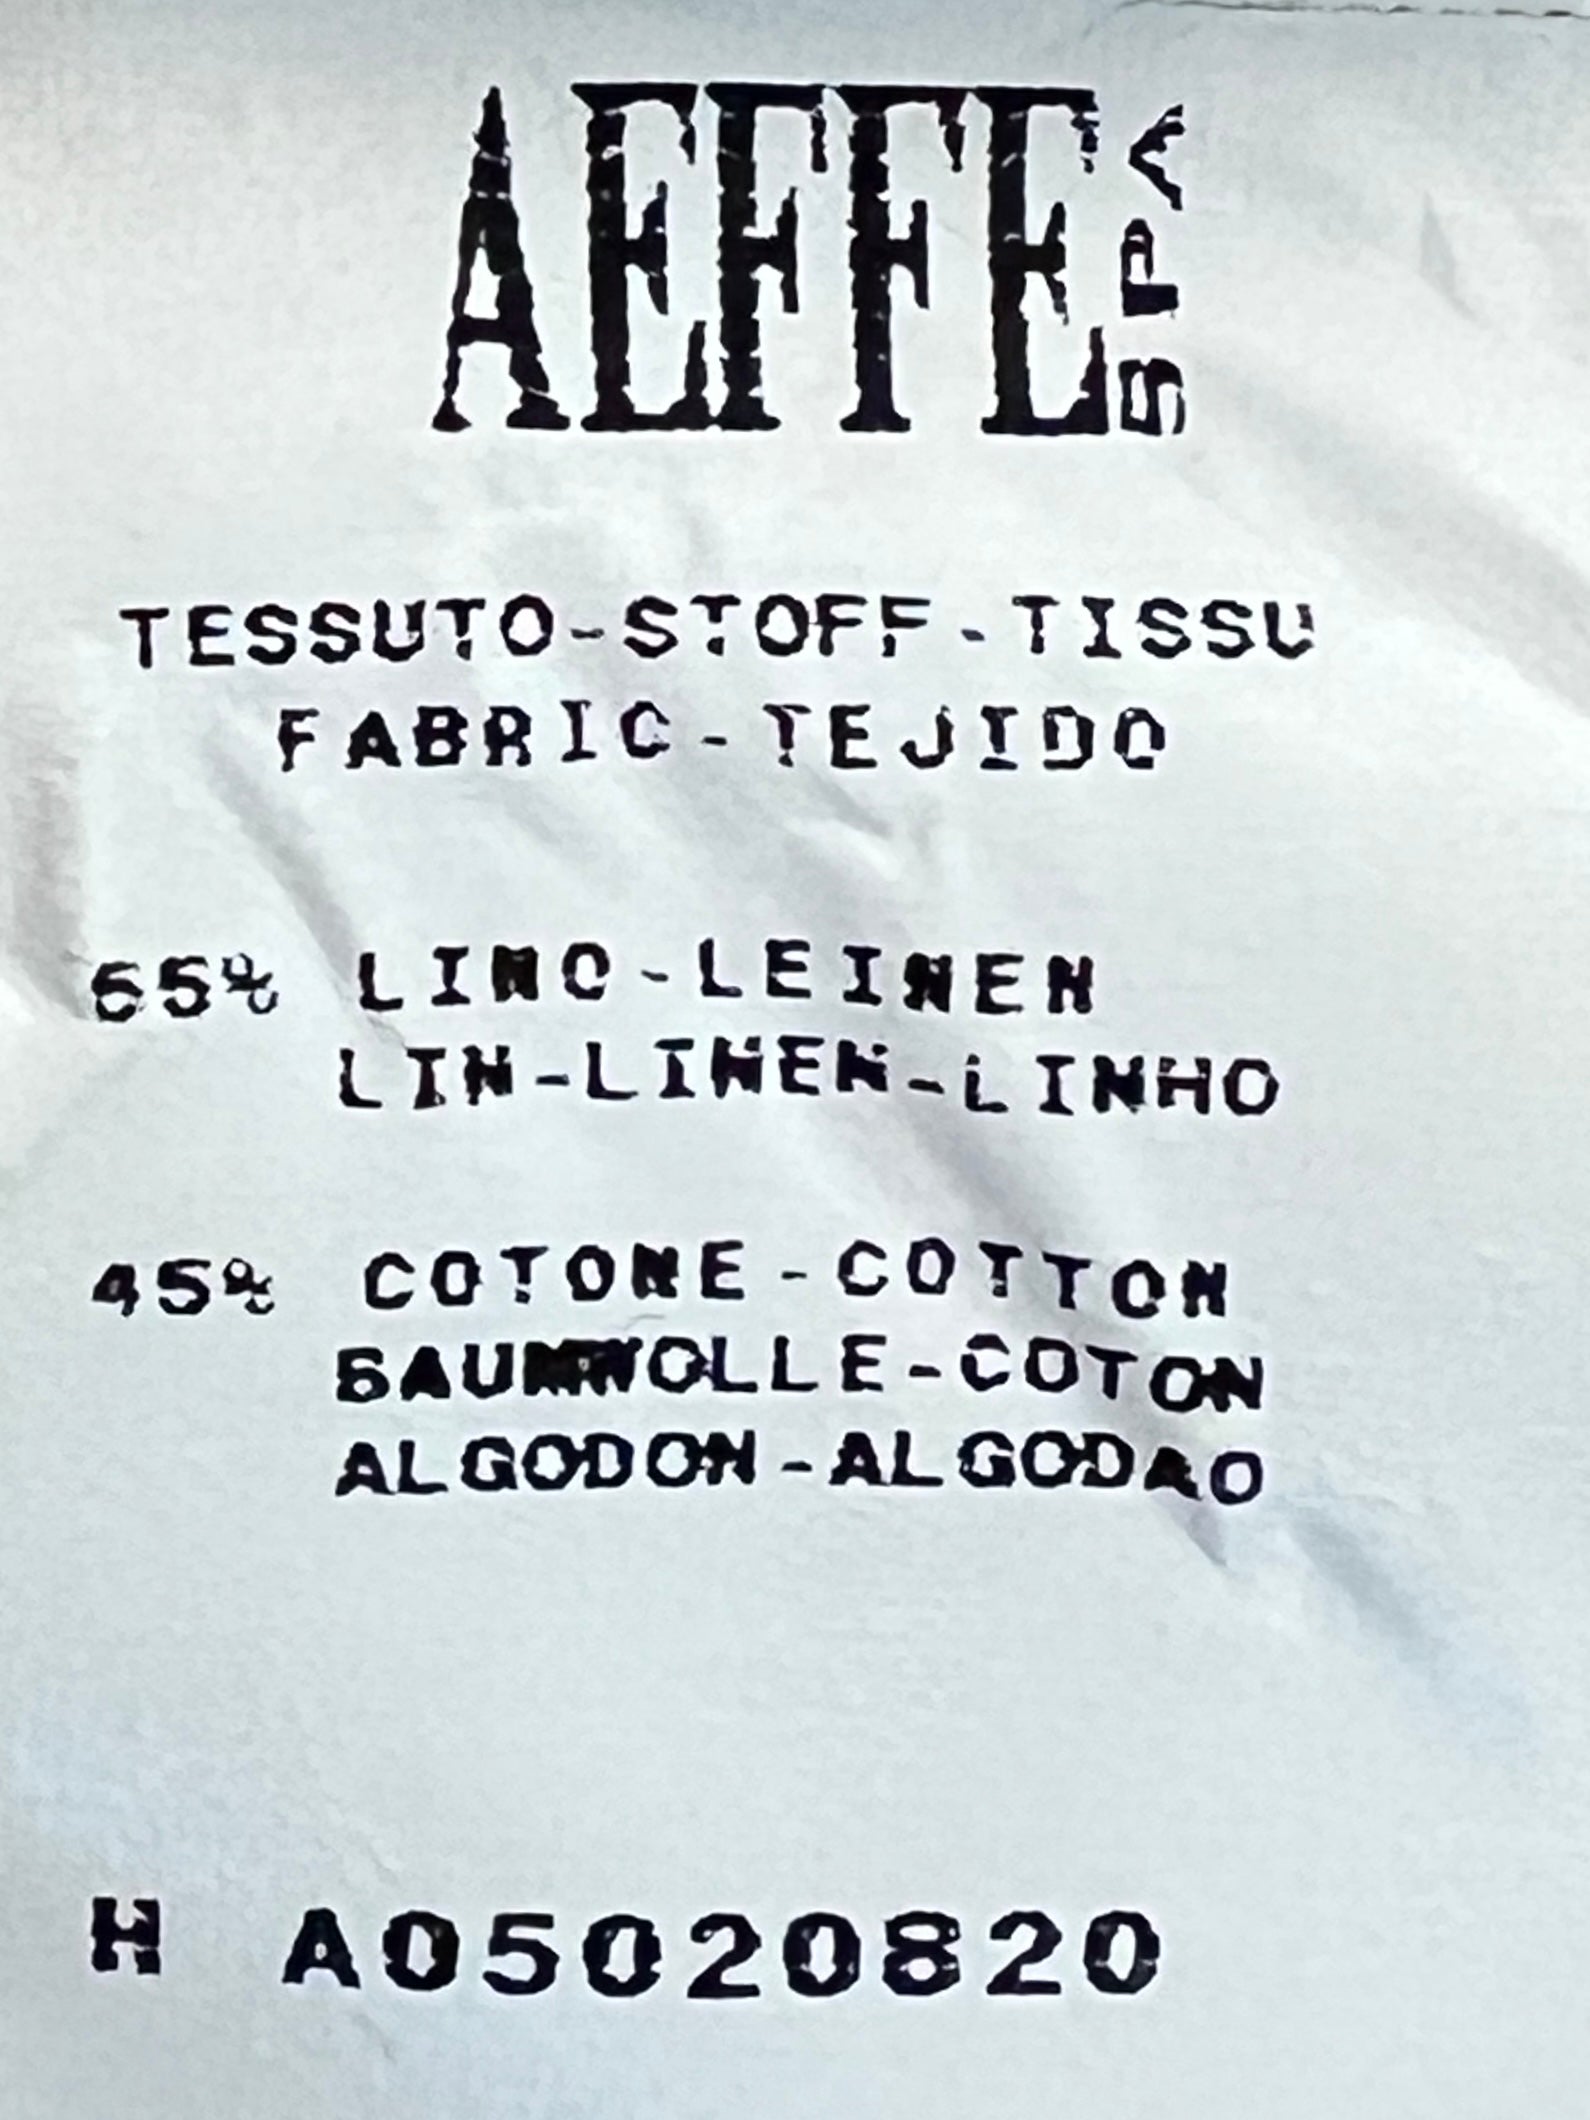 AEFFE SPA
TESSUTO-STOFF-TISSU
FABRIC-TEJIDO
55% LINO-LEINEN
LIN-LINEN-LINHO
45% COTONE-COTTON
BAUMWOLLE-COTON
ALGODON-ALGODAO
H A05020820